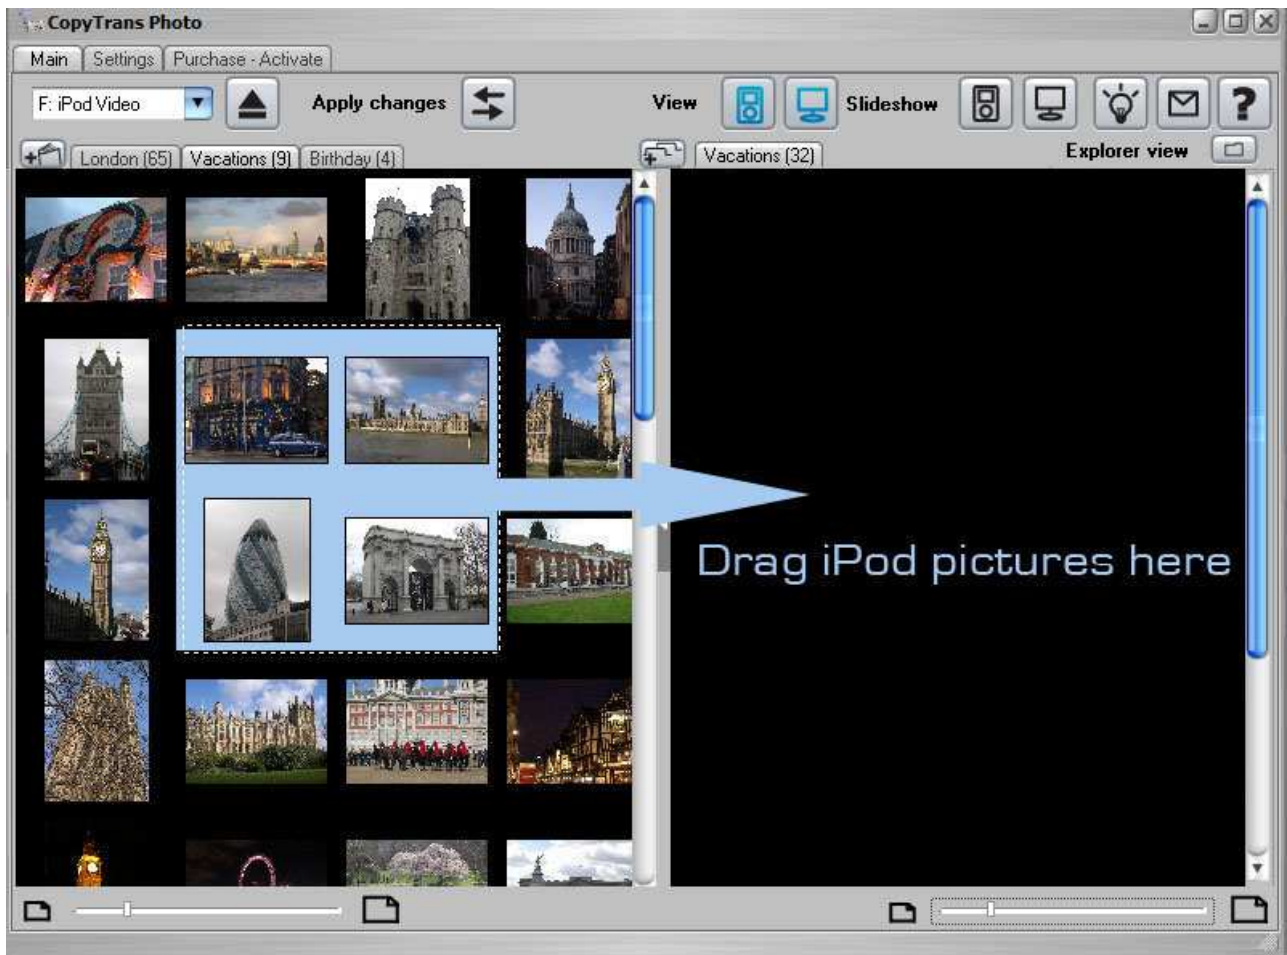 CopyTrans Photo
Main Settings Purchase - Activate
F: iPod Video Apply changes View Slideshow ?
London (65) Vacations (9) Birthday (4) Vacations (32) Explorer view
Drag iPod pictures here